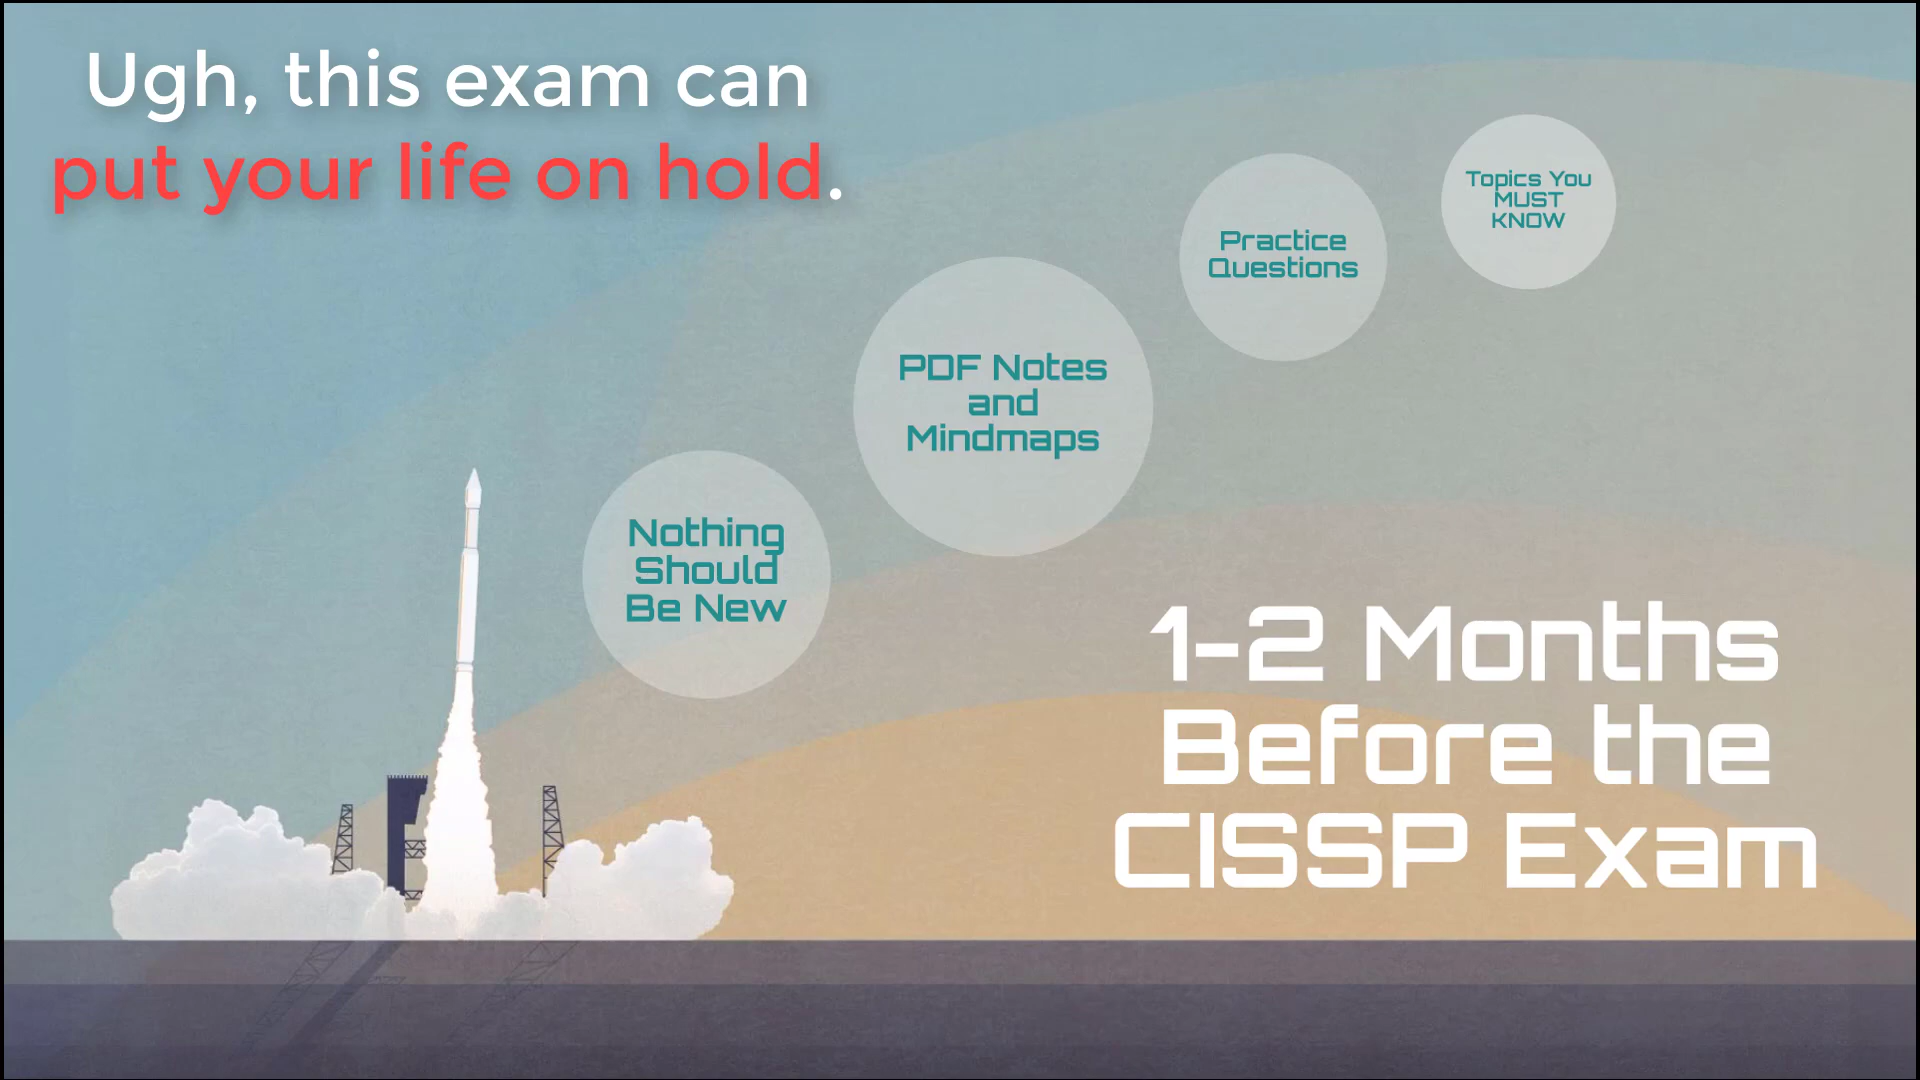 Ugh, this exam can
put your life on hold.
Topics You
MUST
KNOW
Practice
Questions
PDF Notes
and
Mindmaps
Nothing
Should
Be New
1-2 Months
Before the
CISSP Exam